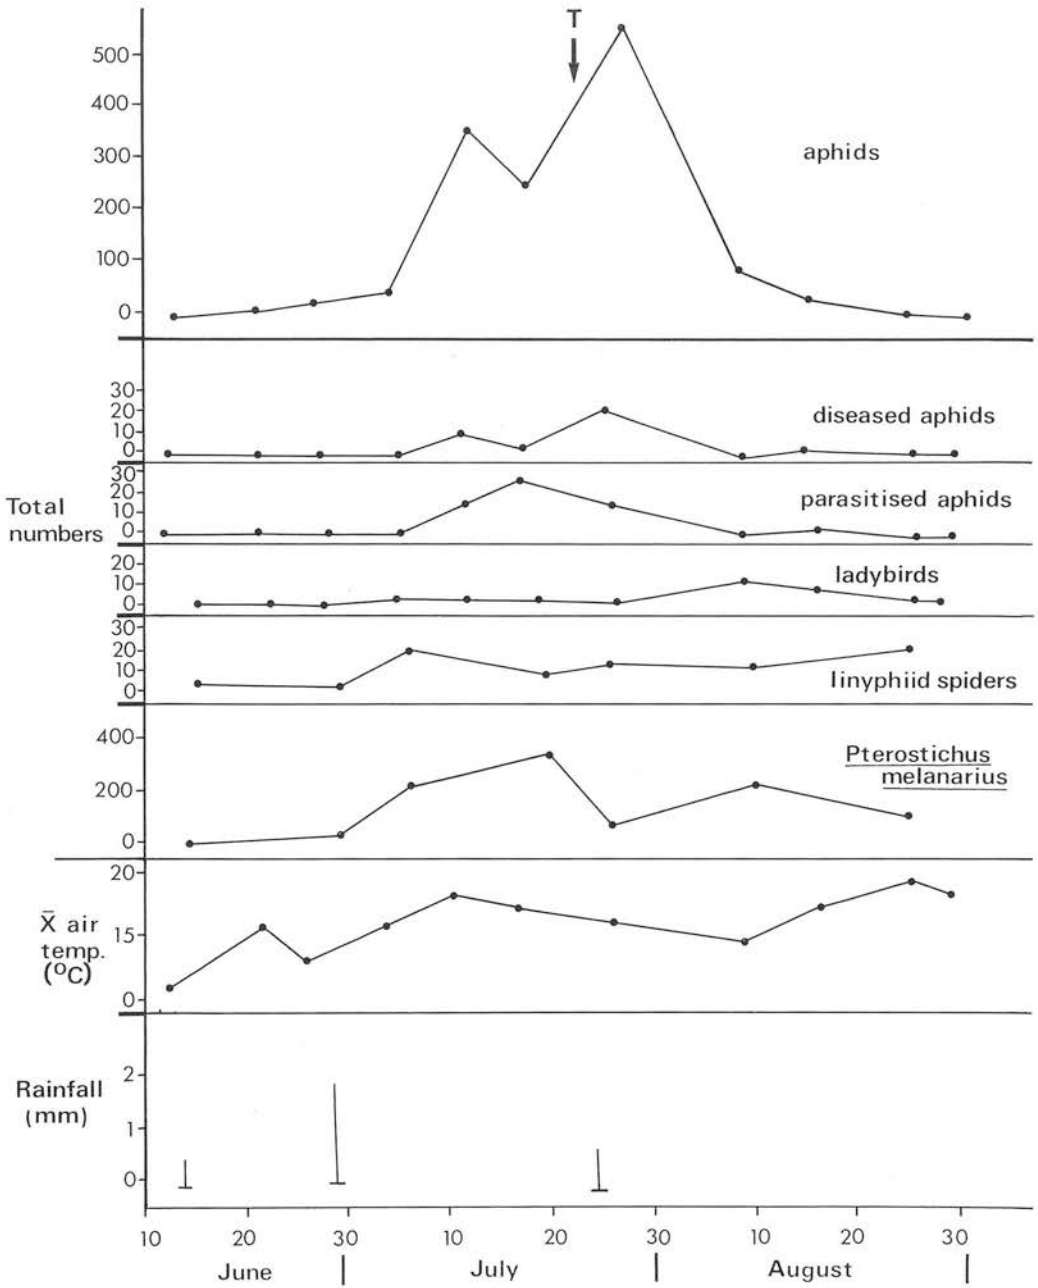 T
500
400
300
200
100
0
aphids
30
20
10
0
diseased aphids
Total
numbers
30
20
10
0
parasitised aphids
20
10
0
ladybirds
30
20
10
0
linyphiid spiders
400
200
0
Pterostichus
melanarius
X̄ air
temp.
(°C)
20
15
0
Rainfall
(mm)
2
1
0
10 20 30 10 20 30 10 20 30
June July August